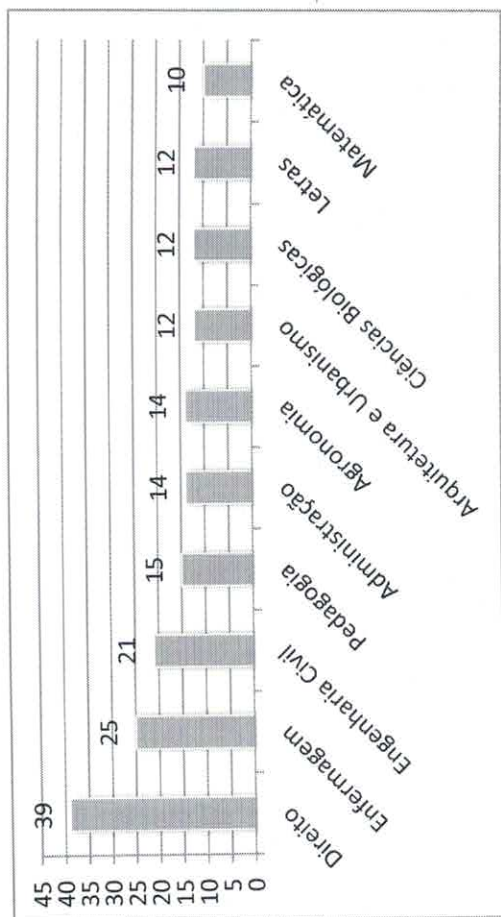 45
40
35
30
25
20
15
10
5
0
39
25
21
15
14
14
12
12
12
10
Direito
Enfermagem
Engenharia Civil
Pedagogia
Administração
Agronomia
Arquitetura e Urbanismo
Ciências Biológicas
Letras
Matemática